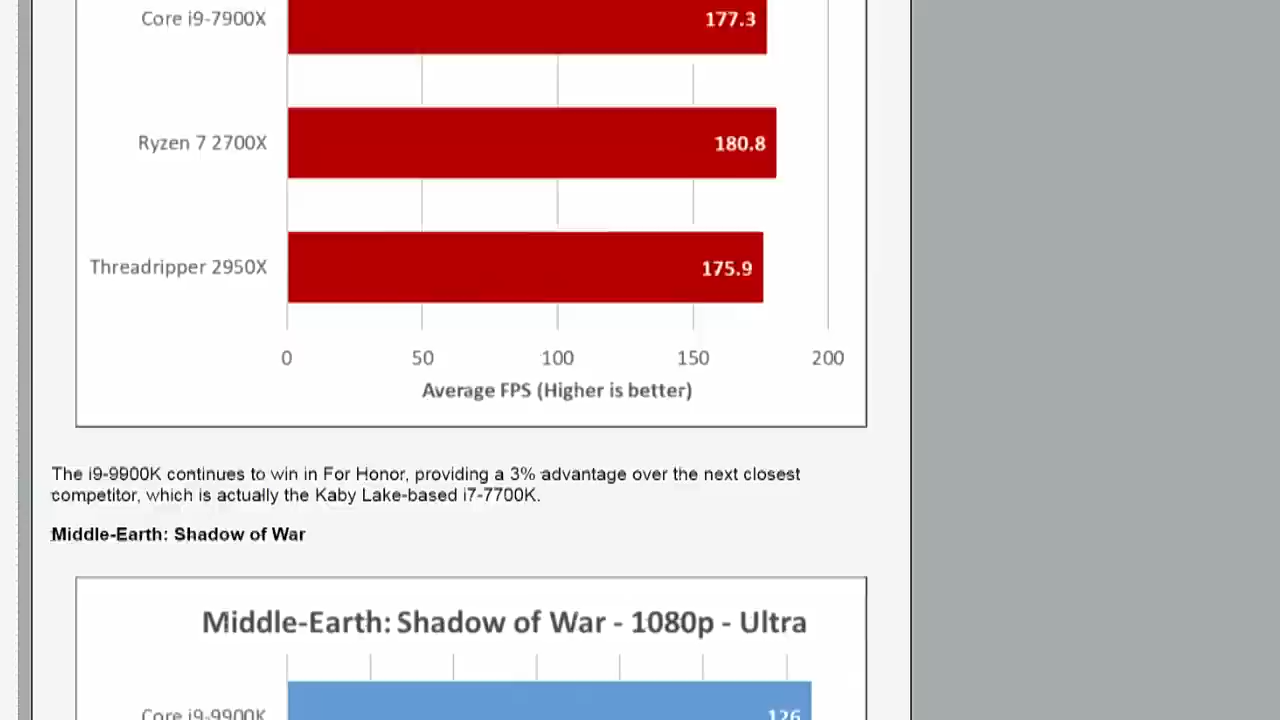 Core i9-7900X 177.3
Ryzen 7 2700X 180.8
Threadripper 2950X 175.9
0 50 100 150 200
Average FPS (Higher is better)
The i9-9900K continues to win in For Honor, providing a 3% advantage over the next closest
competitor, which is actually the Kaby Lake-based i7-7700K.
Middle-Earth: Shadow of War
Middle-Earth: Shadow of War - 1080p - Ultra
Core i9-9900K 126